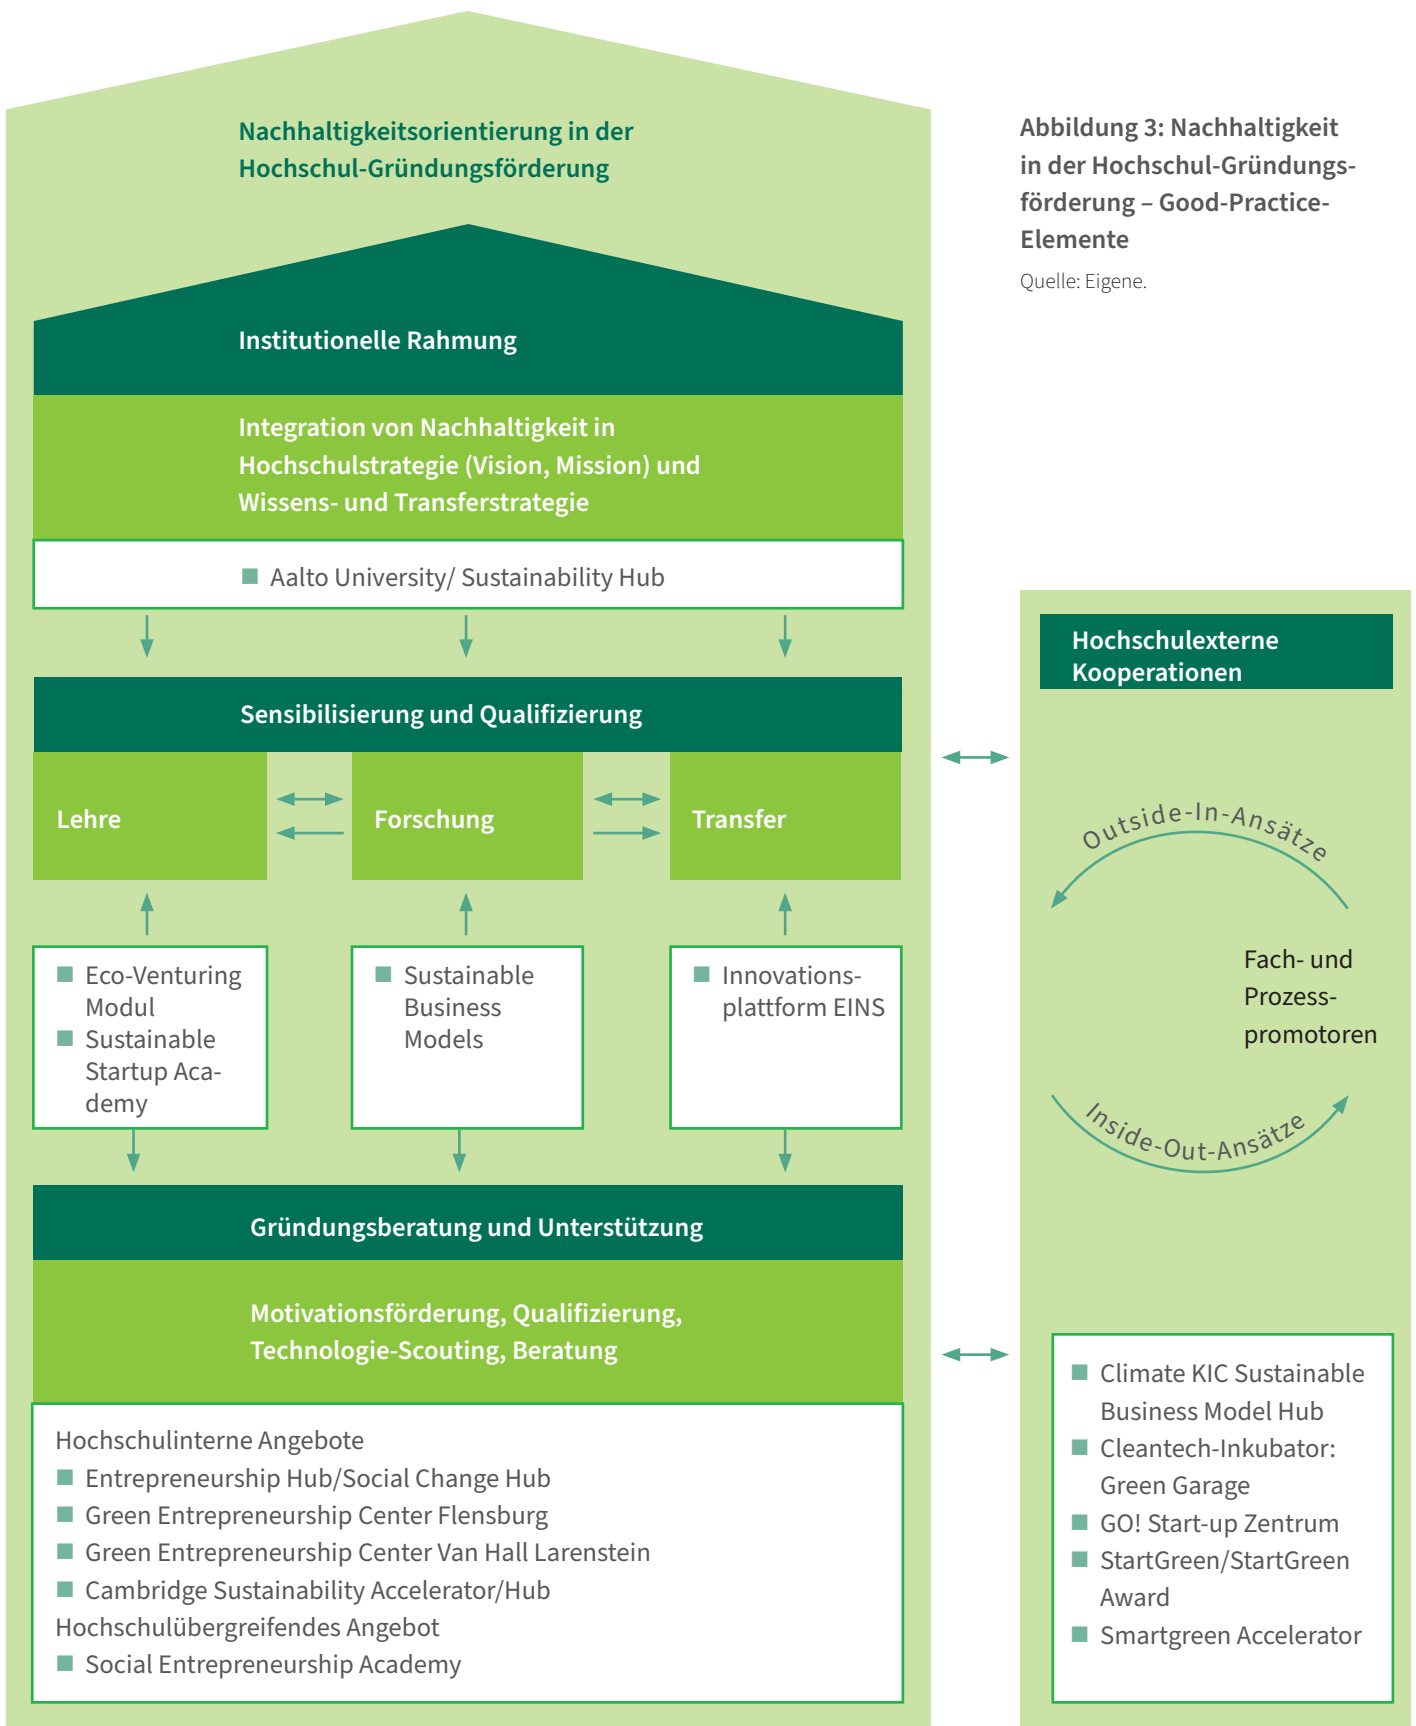 Nachhaltigkeitsorientierung in der
Hochschul-Gründungsförderung
Abbildung 3: Nachhaltigkeit
in der Hochschul-Gründungs-
förderung – Good-Practice-
Elemente
Quelle: Eigene.
Institutionelle Rahmung
Integration von Nachhaltigkeit in
Hochschulstrategie (Vision, Mission) und
Wissens- und Transferstrategie
Aalto University/ Sustainability Hub
Sensibilisierung und Qualifizierung
Lehre
Forschung
Transfer
Eco-Venturing
Modul
Sustainable
Startup Aca-
demy
Sustainable
Business
Models
Innovations-
plattform EINS
Gründungsberatung und Unterstützung
Motivationsförderung, Qualifizierung,
Technologie-Scouting, Beratung
Hochschulinterne Angebote
Entrepreneurship Hub/Social Change Hub
Green Entrepreneurship Center Flensburg
Green Entrepreneurship Center Van Hall Larenstein
Cambridge Sustainability Accelerator/Hub
Hochschulübergreifendes Angebot
Social Entrepreneurship Academy
Hochschulexterne
Kooperationen
Outside-In-Ansätze
Fach- und
Prozess-
promotoren
Inside-Out-Ansätze
Climate KIC Sustainable
Business Model Hub
Cleantech-Inkubator:
Green Garage
GO! Start-up Zentrum
StartGreen/StartGreen
Award
Smartgreen Accelerator